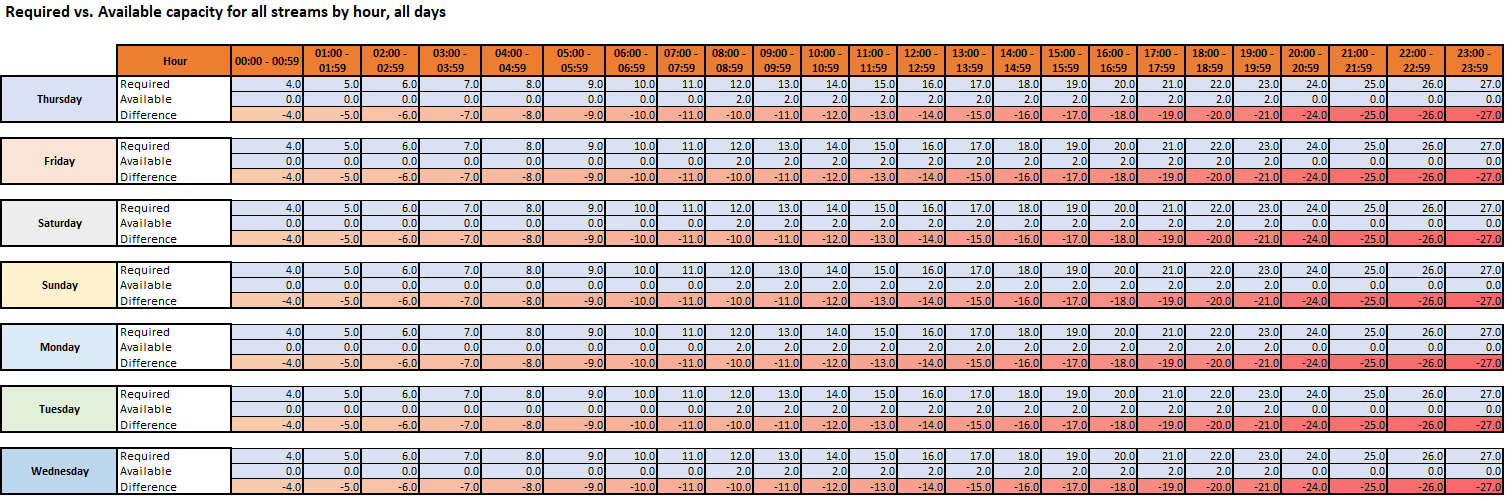 Required vs. Available capacity for all streams by hour, all days
Hour 00:00 - 00:59 01:00 - 01:59 02:00 - 02:59 03:00 - 03:59 04:00 - 04:59 05:00 - 05:59 06:00 - 06:59 07:00 - 07:59 08:00 - 08:59 09:00 - 09:59 10:00 - 10:59 11:00 - 11:59 12:00 - 12:59 13:00 - 13:59 14:00 - 14:59 15:00 - 15:59 16:00 - 16:59 17:00 - 17:59 18:00 - 18:59 19:00 - 19:59 20:00 - 20:59 21:00 - 21:59 22:00 - 22:59 23:00 - 23:59
Required 4.0 5.0 6.0 7.0 8.0 9.0 10.0 11.0 12.0 13.0 14.0 15.0 16.0 17.0 18.0 19.0 20.0 21.0 22.0 23.0 24.0 25.0 26.0 27.0
Thursday Available 0.0 0.0 0.0 0.0 0.0 0.0 0.0 0.0 2.0 2.0 2.0 2.0 2.0 2.0 2.0 2.0 2.0 2.0 2.0 2.0 0.0 0.0 0.0 0.0
Difference -4.0 -5.0 -6.0 -7.0 -8.0 -9.0 -10.0 -11.0 -10.0 -11.0 -12.0 -13.0 -14.0 -15.0 -16.0 -17.0 -18.0 -19.0 -20.0 -21.0 -24.0 -25.0 -26.0 -27.0
Required 4.0 5.0 6.0 7.0 8.0 9.0 10.0 11.0 12.0 13.0 14.0 15.0 16.0 17.0 18.0 19.0 20.0 21.0 22.0 23.0 24.0 25.0 26.0 27.0
Friday Available 0.0 0.0 0.0 0.0 0.0 0.0 0.0 0.0 2.0 2.0 2.0 2.0 2.0 2.0 2.0 2.0 2.0 2.0 2.0 2.0 0.0 0.0 0.0 0.0
Difference -4.0 -5.0 -6.0 -7.0 -8.0 -9.0 -10.0 -11.0 -10.0 -11.0 -12.0 -13.0 -14.0 -15.0 -16.0 -17.0 -18.0 -19.0 -20.0 -21.0 -24.0 -25.0 -26.0 -27.0
Required 4.0 5.0 6.0 7.0 8.0 9.0 10.0 11.0 12.0 13.0 14.0 15.0 16.0 17.0 18.0 19.0 20.0 21.0 22.0 23.0 24.0 25.0 26.0 27.0
Saturday Available 0.0 0.0 0.0 0.0 0.0 0.0 0.0 0.0 2.0 2.0 2.0 2.0 2.0 2.0 2.0 2.0 2.0 2.0 2.0 2.0 0.0 0.0 0.0 0.0
Difference -4.0 -5.0 -6.0 -7.0 -8.0 -9.0 -10.0 -11.0 -10.0 -11.0 -12.0 -13.0 -14.0 -15.0 -16.0 -17.0 -18.0 -19.0 -20.0 -21.0 -24.0 -25.0 -26.0 -27.0
Required 4.0 5.0 6.0 7.0 8.0 9.0 10.0 11.0 12.0 13.0 14.0 15.0 16.0 17.0 18.0 19.0 20.0 21.0 22.0 23.0 24.0 25.0 26.0 27.0
Sunday Available 0.0 0.0 0.0 0.0 0.0 0.0 0.0 0.0 2.0 2.0 2.0 2.0 2.0 2.0 2.0 2.0 2.0 2.0 2.0 2.0 0.0 0.0 0.0 0.0
Difference -4.0 -5.0 -6.0 -7.0 -8.0 -9.0 -10.0 -11.0 -10.0 -11.0 -12.0 -13.0 -14.0 -15.0 -16.0 -17.0 -18.0 -19.0 -20.0 -21.0 -24.0 -25.0 -26.0 -27.0
Required 4.0 5.0 6.0 7.0 8.0 9.0 10.0 11.0 12.0 13.0 14.0 15.0 16.0 17.0 18.0 19.0 20.0 21.0 22.0 23.0 24.0 25.0 26.0 27.0
Monday Available 0.0 0.0 0.0 0.0 0.0 0.0 0.0 0.0 2.0 2.0 2.0 2.0 2.0 2.0 2.0 2.0 2.0 2.0 2.0 2.0 0.0 0.0 0.0 0.0
Difference -4.0 -5.0 -6.0 -7.0 -8.0 -9.0 -10.0 -11.0 -10.0 -11.0 -12.0 -13.0 -14.0 -15.0 -16.0 -17.0 -18.0 -19.0 -20.0 -21.0 -24.0 -25.0 -26.0 -27.0
Required 4.0 5.0 6.0 7.0 8.0 9.0 10.0 11.0 12.0 13.0 14.0 15.0 16.0 17.0 18.0 19.0 20.0 21.0 22.0 23.0 24.0 25.0 26.0 27.0
Tuesday Available 0.0 0.0 0.0 0.0 0.0 0.0 0.0 0.0 2.0 2.0 2.0 2.0 2.0 2.0 2.0 2.0 2.0 2.0 2.0 2.0 0.0 0.0 0.0 0.0
Difference -4.0 -5.0 -6.0 -7.0 -8.0 -9.0 -10.0 -11.0 -10.0 -11.0 -12.0 -13.0 -14.0 -15.0 -16.0 -17.0 -18.0 -19.0 -20.0 -21.0 -24.0 -25.0 -26.0 -27.0
Required 4.0 5.0 6.0 7.0 8.0 9.0 10.0 11.0 12.0 13.0 14.0 15.0 16.0 17.0 18.0 19.0 20.0 21.0 22.0 23.0 24.0 25.0 26.0 27.0
Wednesday Available 0.0 0.0 0.0 0.0 0.0 0.0 0.0 0.0 2.0 2.0 2.0 2.0 2.0 2.0 2.0 2.0 2.0 2.0 2.0 2.0 0.0 0.0 0.0 0.0
Difference -4.0 -5.0 -6.0 -7.0 -8.0 -9.0 -10.0 -11.0 -10.0 -11.0 -12.0 -13.0 -14.0 -15.0 -16.0 -17.0 -18.0 -19.0 -20.0 -21.0 -24.0 -25.0 -26.0 -27.0